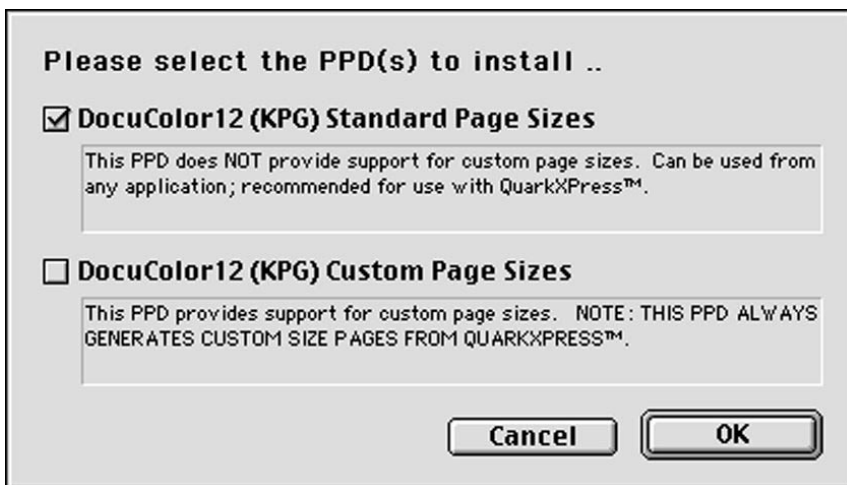 Please select the PPD(s) to install ..
DocuColor12 (KPG) Standard Page Sizes
This PPD does NOT provide support for custom page sizes. Can be used from
any application; recommended for use with QuarkXPress™.
DocuColor12 (KPG) Custom Page Sizes
This PPD provides support for custom page sizes. NOTE: THIS PPD ALWAYS
GENERATES CUSTOM SIZE PAGES FROM QUARKXPRESS™.
Cancel OK